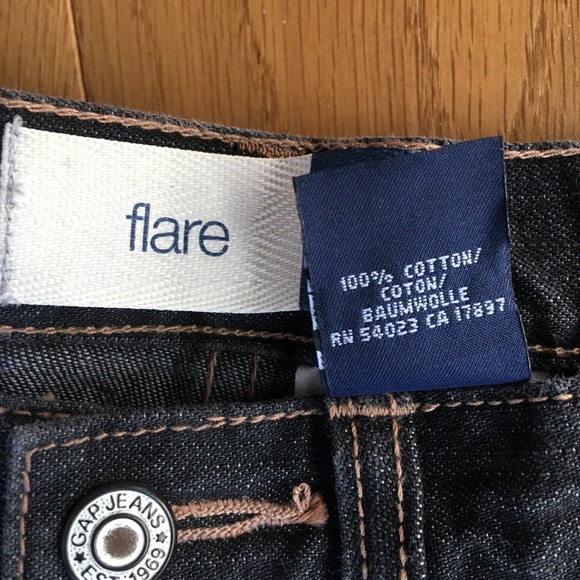 flare
100% COTTON/
COTON/
BAUMWOLLE
RN 54023 CA 17897
GAP JEANS
EST. 1969